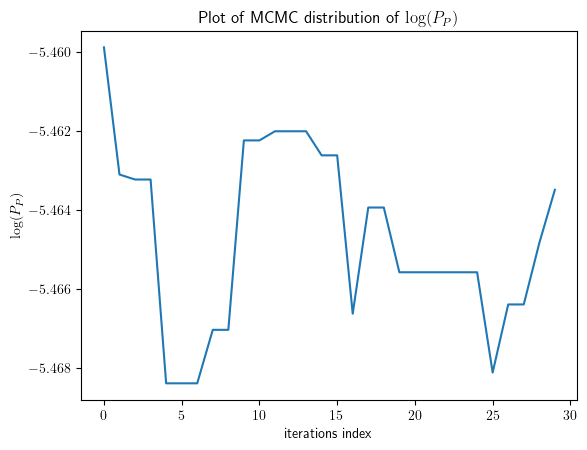 Plot of MCMC distribution of log(P_P)
−5.460
−5.462
−5.464
−5.466
−5.468
log(P_P)
0 5 10 15 20 25 30
iterations index